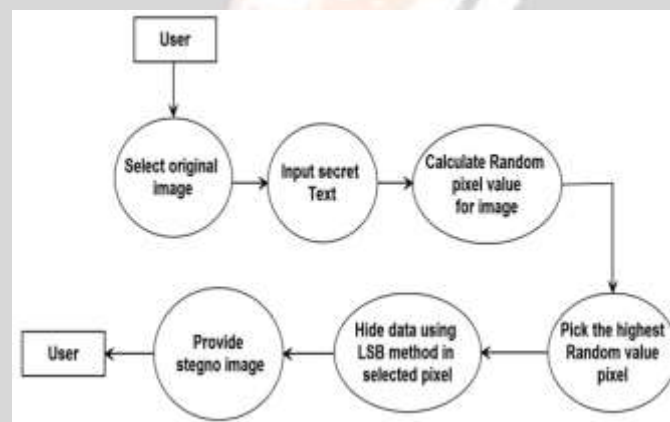 User
Select original
image
Input secret
Text
Calculate Random
pixel value
for image
Pick the highest
Random value
pixel
Hide data using
LSB method in
selected pixel
Provide
stegno image
User